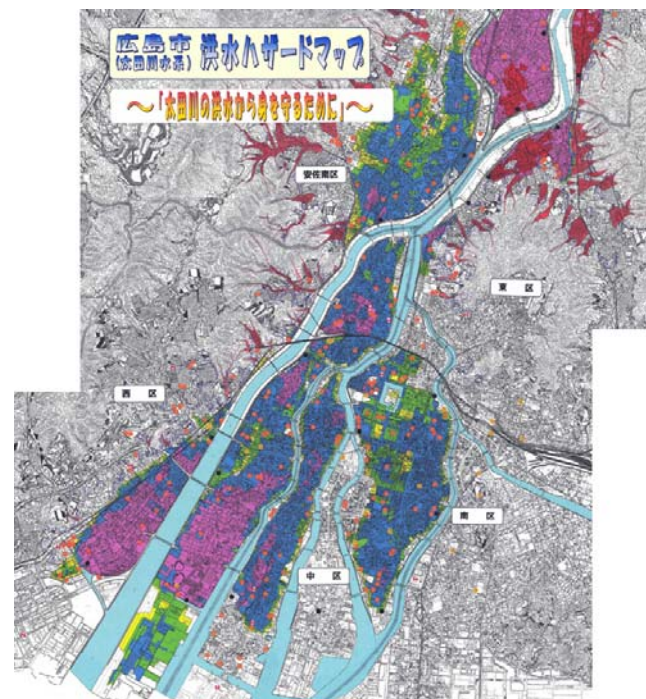 広島市
(太田川水系)
洪水ハザードマップ
～「太田川の洪水から身を守るために」～
安佐南区
東区
西区
南区
中区